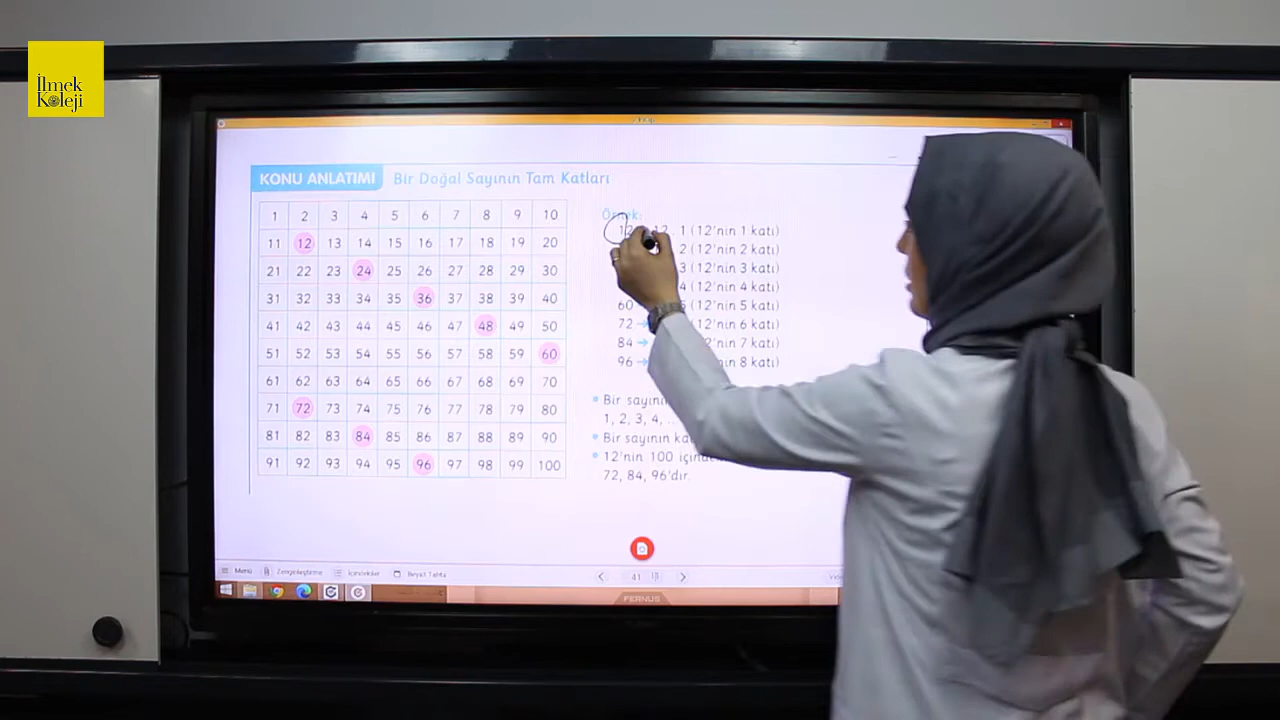 İlmek
Koleji
KONU ANLATIMI Bir Doğal Sayının Tam Katları
1 2 3 4 5 6 7 8 9 10
11 12 13 14 15 16 17 18 19 20
21 22 23 24 25 26 27 28 29 30
31 32 33 34 35 36 37 38 39 40
41 42 43 44 45 46 47 48 49 50
51 52 53 54 55 56 57 58 59 60
61 62 63 64 65 66 67 68 69 70
71 72 73 74 75 76 77 78 79 80
81 82 83 84 85 86 87 88 89 90
91 92 93 94 95 96 97 98 99 100
Örnek:
12 12 . 1 (12'nin 1 katı)
2 (12'nin 2 katı)
3 (12'nin 3 katı)
4 (12'nin 4 katı)
60 5 (12'nin 5 katı)
72 → (12'nin 6 katı)
84 → (12'nin 7 katı)
96 → (12'nin 8 katı)
• Bir sayının
1, 2, 3, 4, ..
• Bir sayının
• 12'nin 100
72, 84, 96'dır.
Menü Zenginleştirme İçindekiler Beyaz Tahta 41
FERNUS